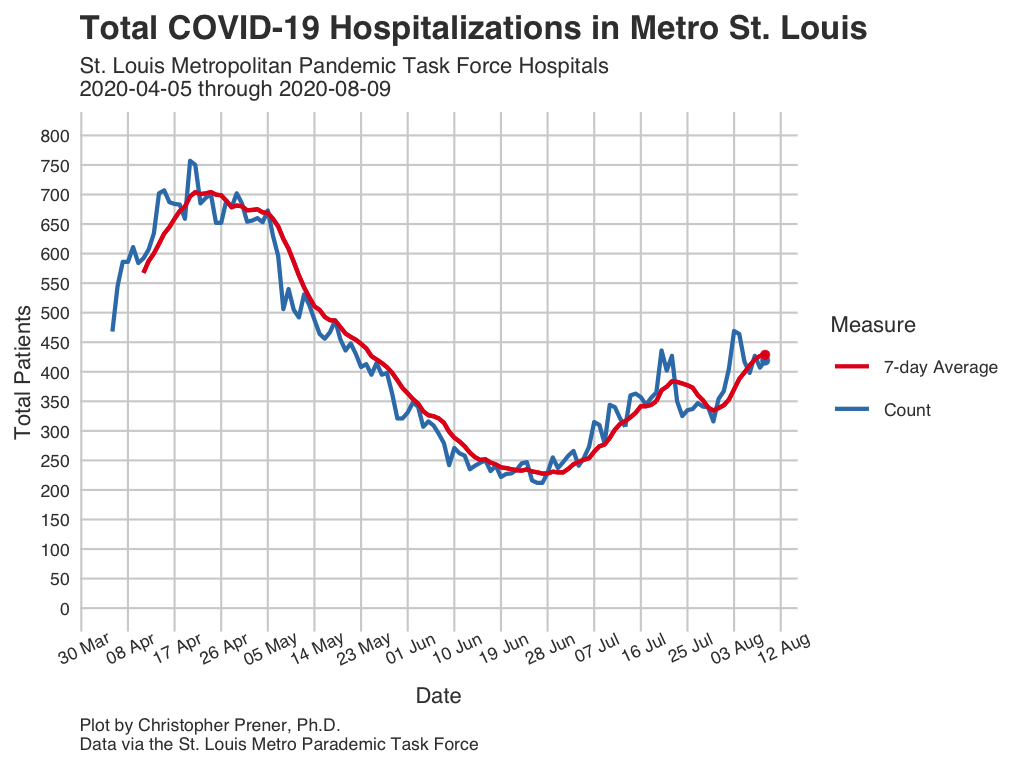 Total COVID-19 Hospitalizations in Metro St. Louis
St. Louis Metropolitan Pandemic Task Force Hospitals
2020-04-05 through 2020-08-09
800
750
700
650
600
550
500
450
400
350
300
250
200
150
100
50
0
Total Patients
30 Mar
08 Apr
17 Apr
26 Apr
05 May
14 May
23 May
01 Jun
10 Jun
19 Jun
28 Jun
07 Jul
16 Jul
25 Jul
03 Aug
12 Aug
Date
Measure
7-day Average
Count
Plot by Christopher Prener, Ph.D.
Data via the St. Louis Metro Parademic Task Force